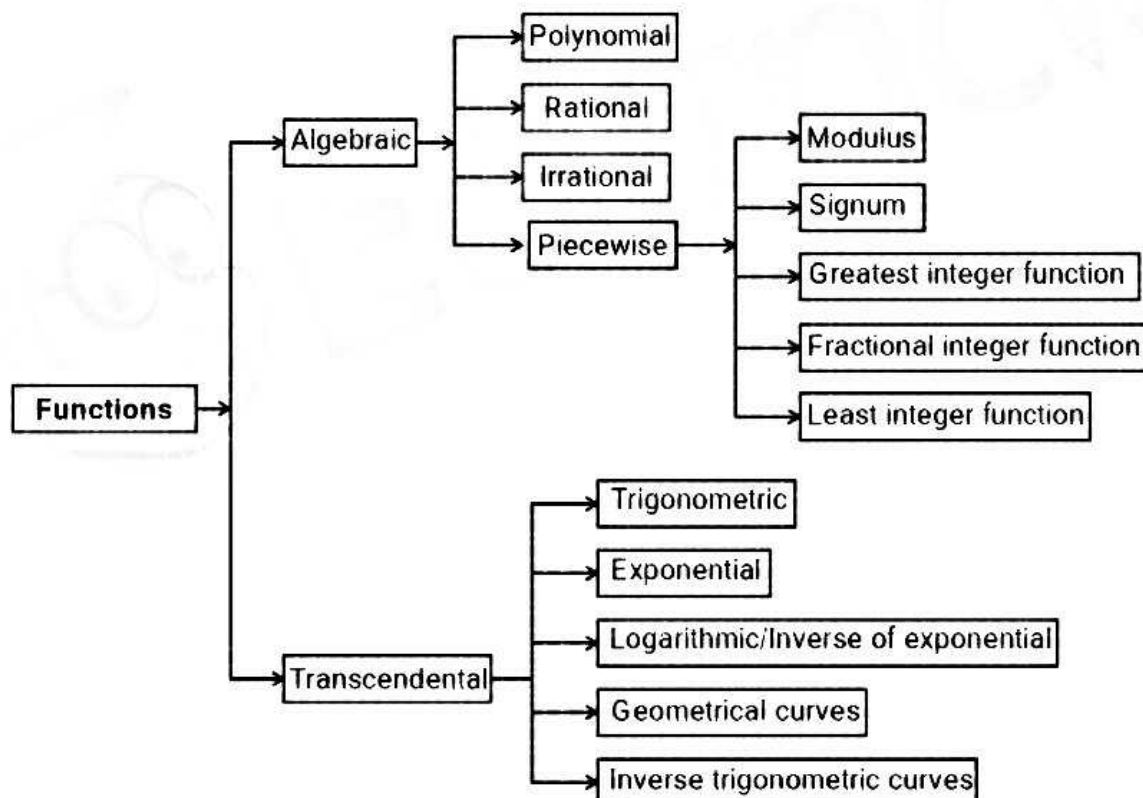 Functions
Algebraic
Polynomial
Rational
Irrational
Piecewise
Modulus
Signum
Greatest integer function
Fractional integer function
Least integer function
Transcendental
Trigonometric
Exponential
Logarithmic/Inverse of exponential
Geometrical curves
Inverse trigonometric curves